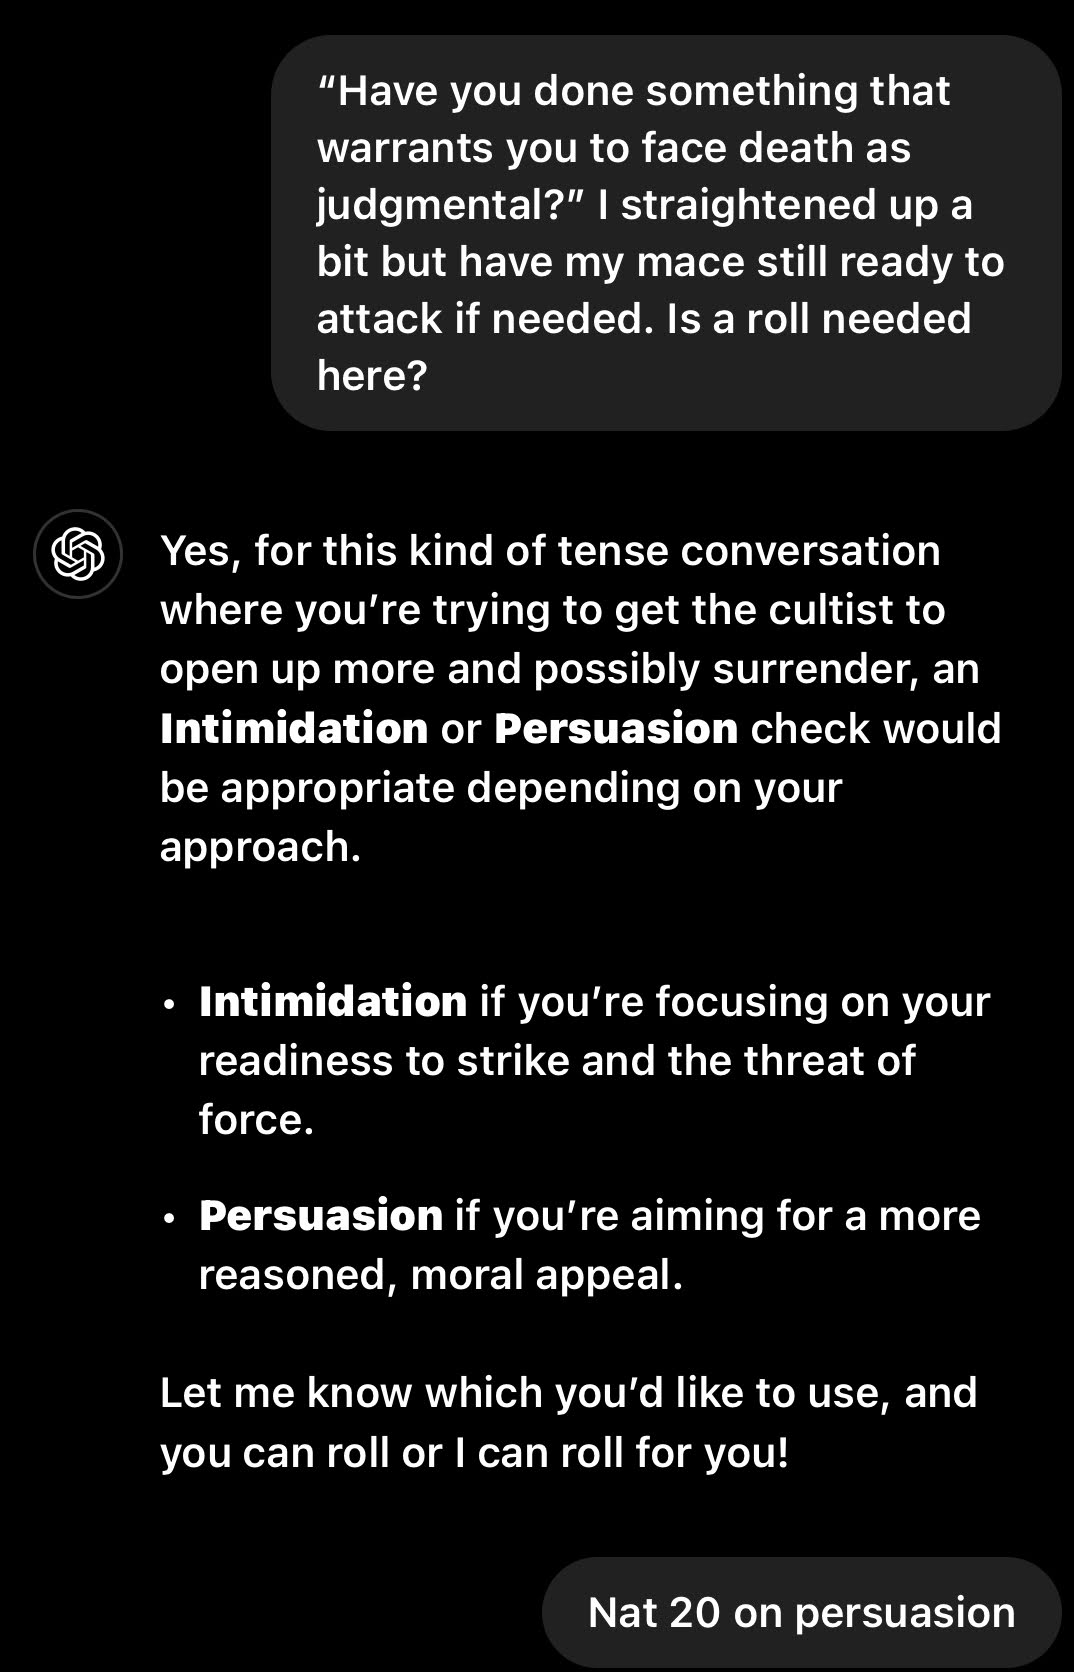 “Have you done something that
warrants you to face death as
judgmental?” I straightened up a
bit but have my mace still ready to
attack if needed. Is a roll needed
here?
Yes, for this kind of tense conversation
where you’re trying to get the cultist to
open up more and possibly surrender, an
Intimidation or Persuasion check would
be appropriate depending on your
approach.
• Intimidation if you’re focusing on your
readiness to strike and the threat of
force.
• Persuasion if you’re aiming for a more
reasoned, moral appeal.
Let me know which you’d like to use, and
you can roll or I can roll for you!
Nat 20 on persuasion